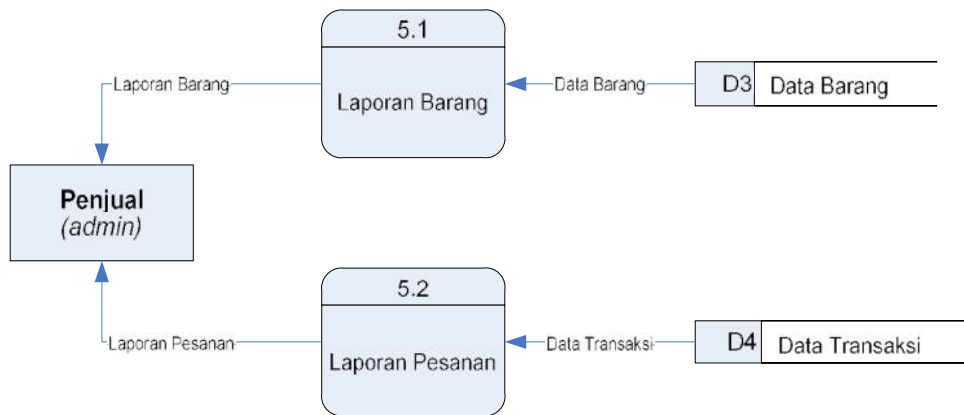 5.1
Laporan Barang
Laporan Barang
Data Barang
D3 Data Barang
Penjual
(admin)
5.2
Laporan Pesanan
Laporan Pesanan
Data Transaksi
D4 Data Transaksi